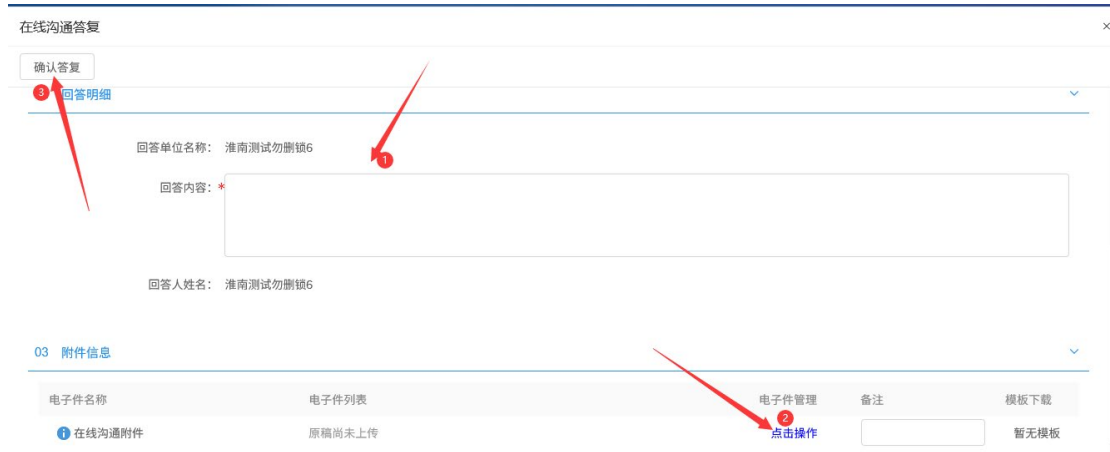 在线沟通答复 ×
确认答复
3 回答明细
回答单位名称： 淮南测试勿删锁6
1
回答内容：*
回答人姓名： 淮南测试勿删锁6
03 附件信息
电子件名称 电子件列表 电子件管理 备注 模板下载
2
在线沟通附件 原稿尚未上传 点击操作 暂无模板